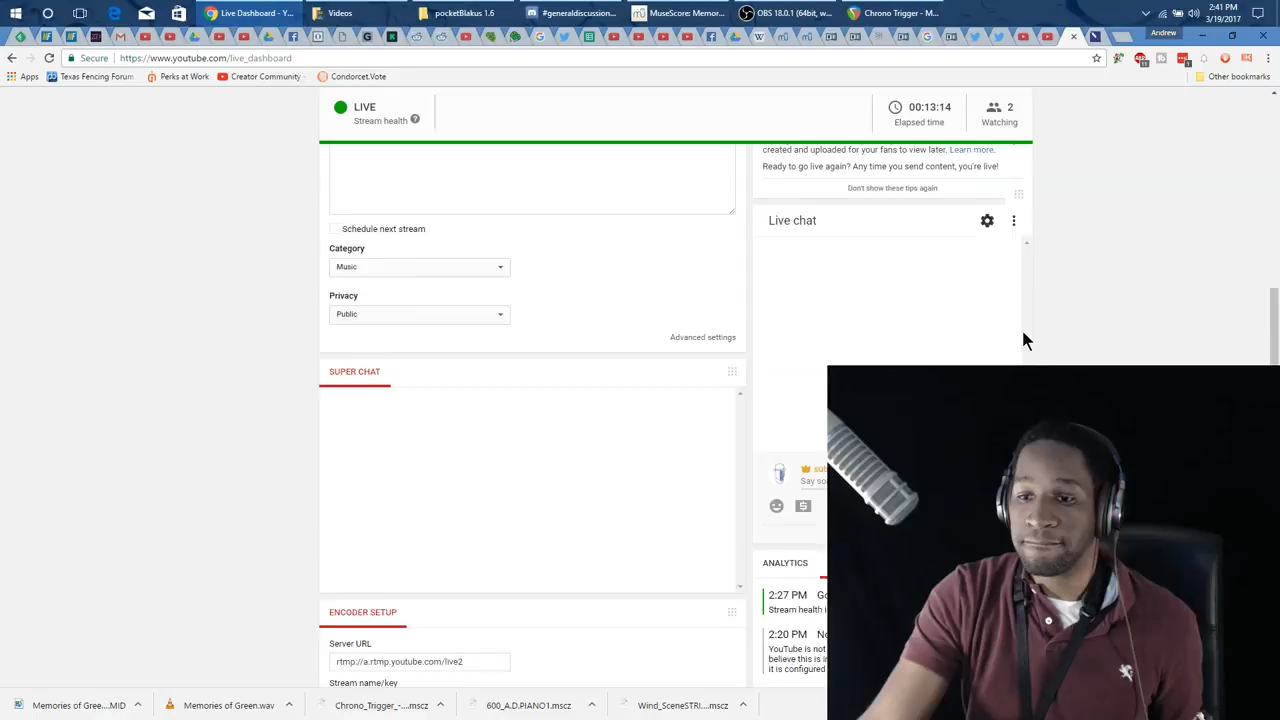 Live Dashboard - Y...
Videos
pocketBlakus 1.6
#generaldiscussion...
MuseScore: Memor...
OBS 18.0.1 (64bit, w...
Chrono Trigger - M...
2:41 PM
3/19/2017
Andrew
Secure
https://www.youtube.com/live_dashboard
Apps
Texas Fencing Forum
Perks at Work
Creator Community
Condorcet.Vote
Other bookmarks
LIVE
Stream health
00:13:14
Elapsed time
2
Watching
created and uploaded for your fans to view later. Learn more.
Ready to go live again? Any time you send content, you're live!
Don't show these tips again
Live chat
Schedule next stream
Category
Music
Privacy
Public
Advanced settings
SUPER CHAT
Say so
ANALYTICS
2:27 PM Go
Stream health i
2:20 PM No
YouTube is not
believe this is in
it is configured
ENCODER SETUP
Server URL
rtmp://a.rtmp.youtube.com/live2
Stream name/key
Memories of Gree....MID
Memories of Green.wav
Chrono_Trigger_-....mscz
600_A.D.PIANO1.mscz
Wind_SceneSTRI....mscz